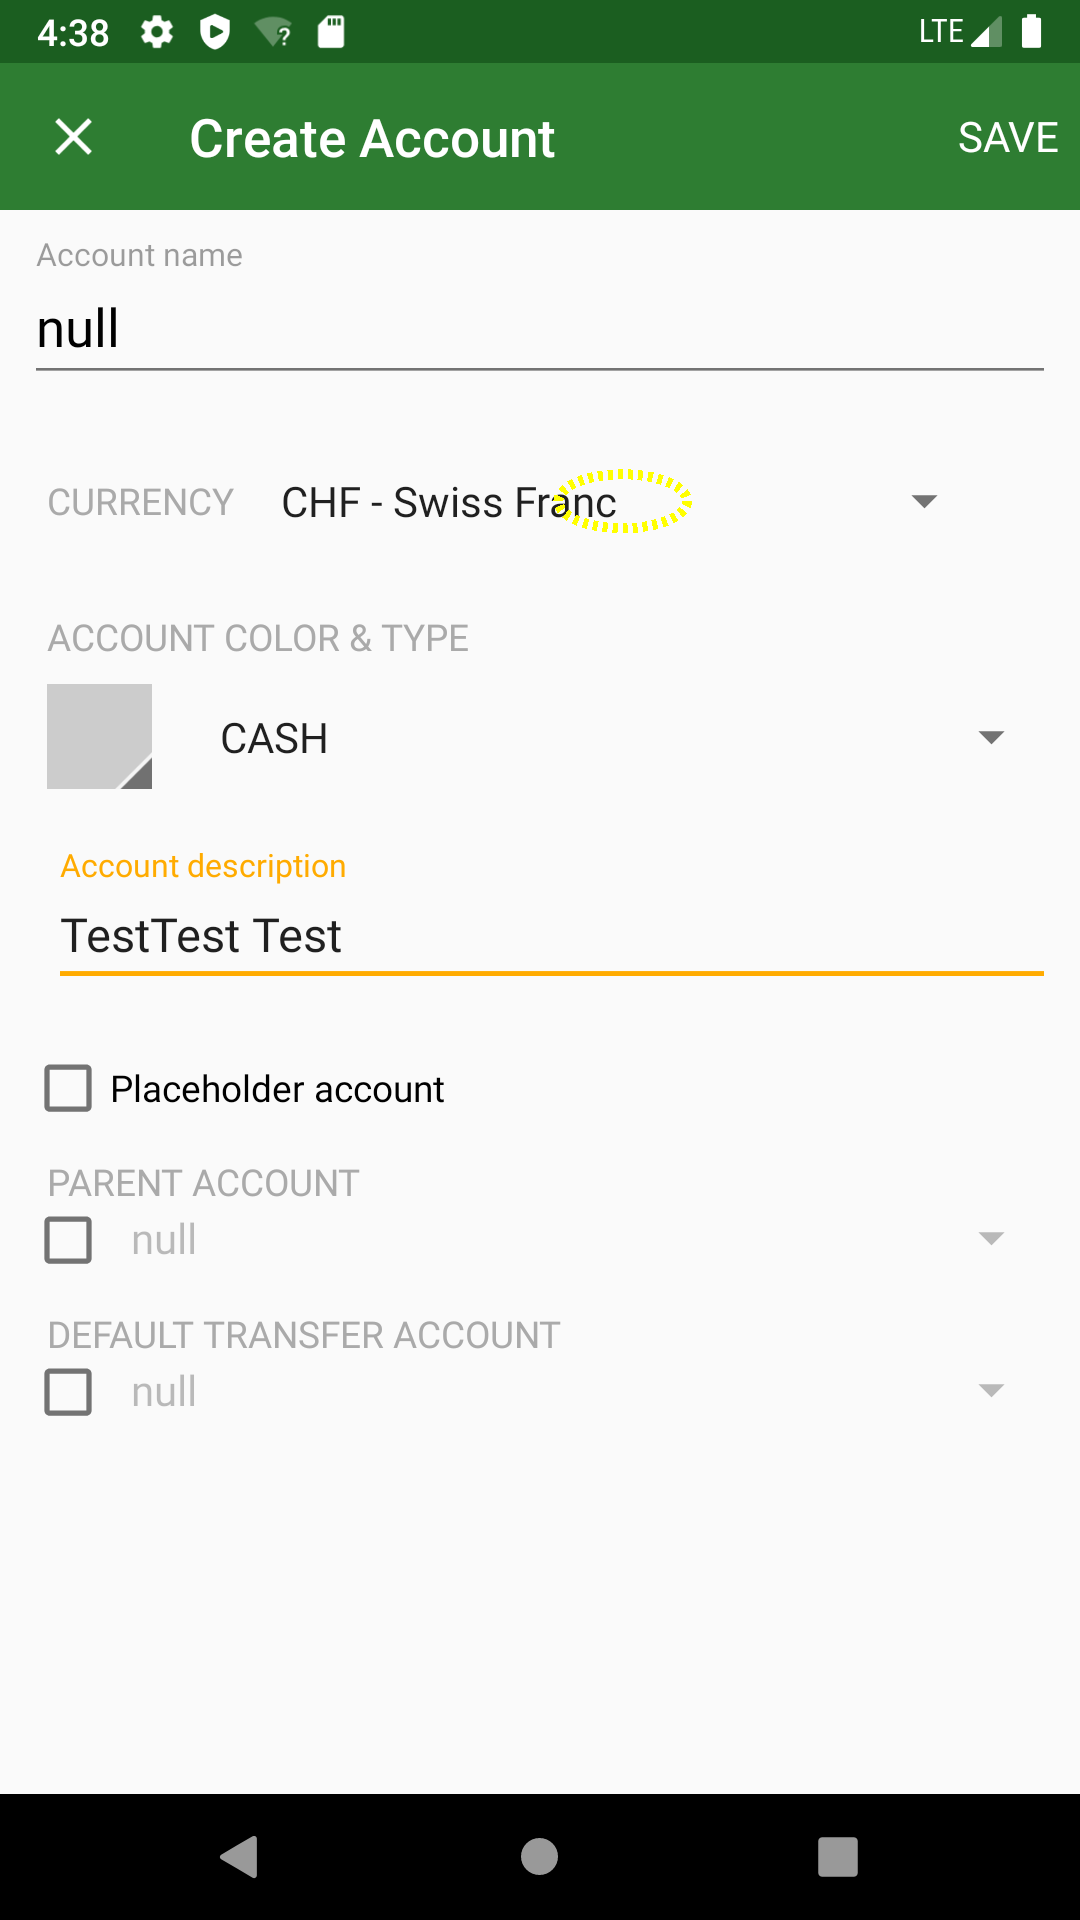 4:38 ? LTE
Create Account SAVE
Account name
null
CURRENCY CHF - Swiss Franc
ACCOUNT COLOR & TYPE
CASH
Account description
TestTest Test
Placeholder account
PARENT ACCOUNT
null
DEFAULT TRANSFER ACCOUNT
null